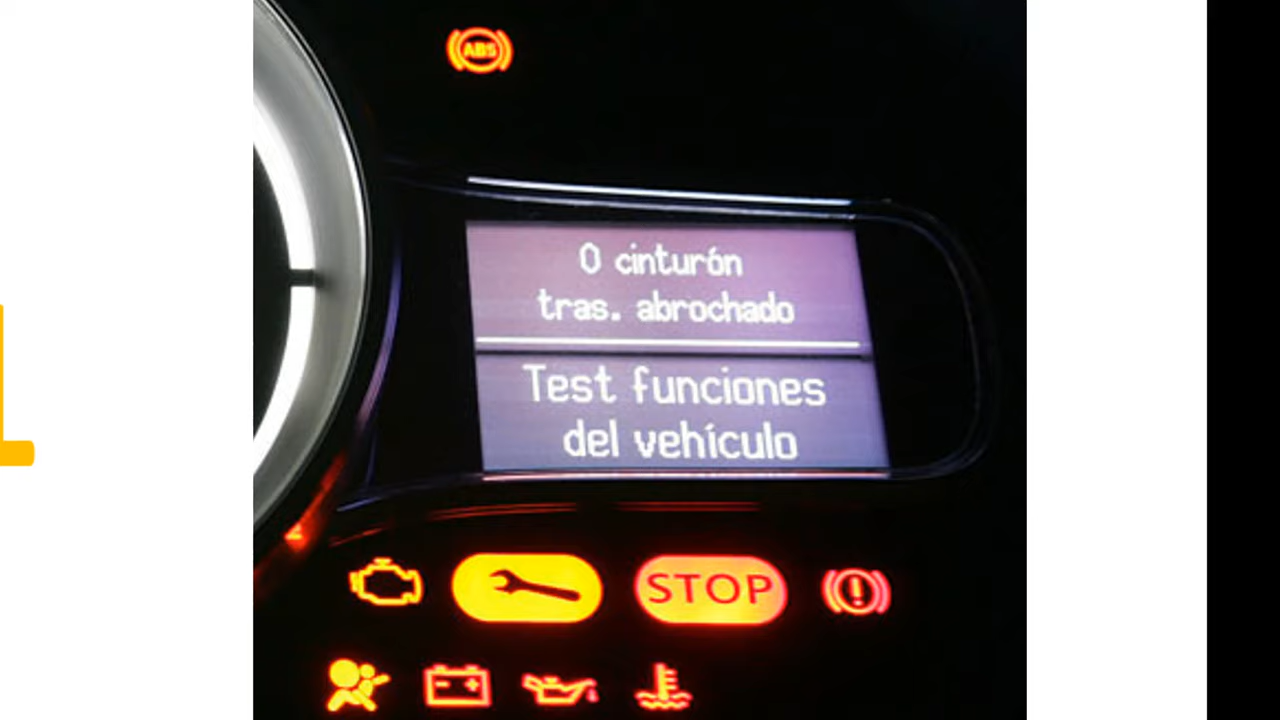 ABS
0 cinturón
tras. abrochado
Test funciones
del vehículo
STOP